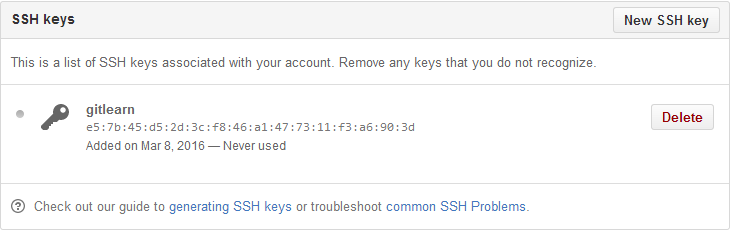 SSH keys
New SSH key
This is a list of SSH keys associated with your account. Remove any keys that you do not recognize.
gitlearn
e5:7b:45:d5:2d:3c:f8:46:a1:47:73:11:f3:a6:90:3d
Added on Mar 8, 2016 — Never used
Delete
Check out our guide to generating SSH keys or troubleshoot common SSH Problems.